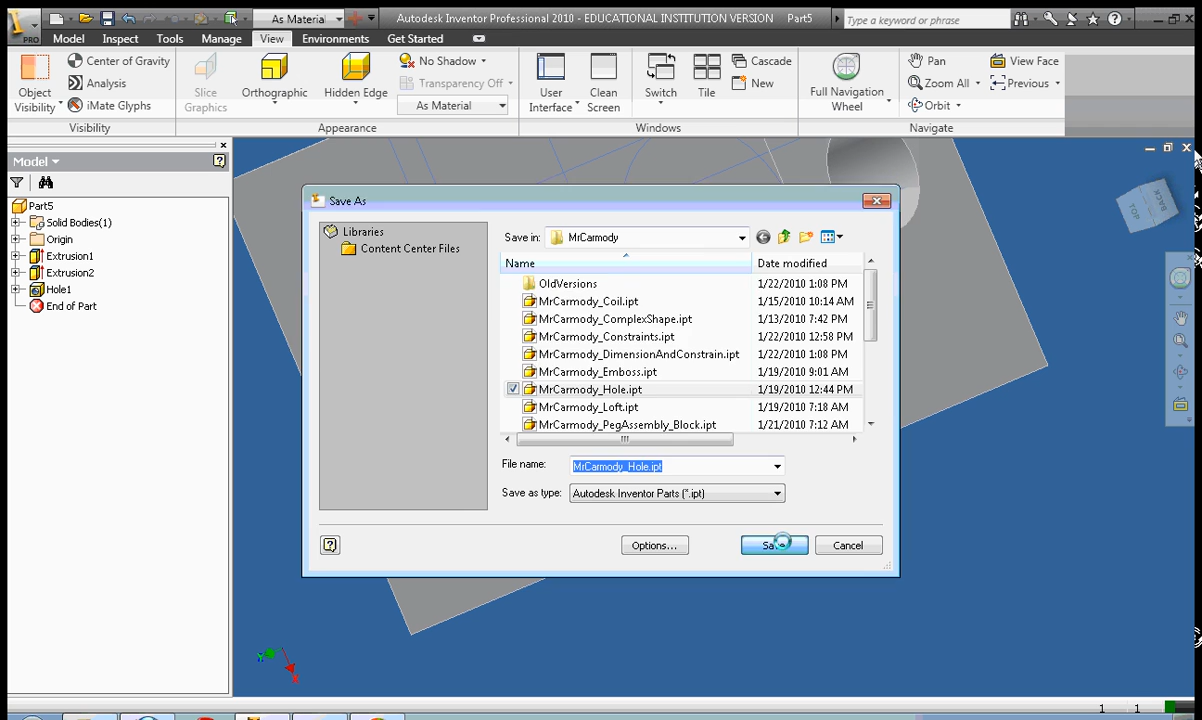 As Material
Autodesk Inventor Professional 2010 - EDUCATIONAL INSTITUTION VERSION Part5
Type a keyword or phrase
PRO
Model Inspect Tools Manage View Environments Get Started
Object Visibility
Center of Gravity
Analysis
iMate Glyphs
Slice Graphics
Orthographic
Hidden Edge
No Shadow
Transparency Off
As Material
User Interface
Clean Screen
Switch
Tile
Cascade
New
Full Navigation Wheel
Pan
Zoom All
Orbit
View Face
Previous
Visibility
Appearance
Windows
Navigate
Model
Part5
Solid Bodies(1)
Origin
Extrusion1
Extrusion2
Hole1
End of Part
TOP
BACK
Save As
Libraries
Content Center Files
Save in: MrCarmody
Name Date modified
OldVersions 1/22/2010 1:08 PM
MrCarmody_Coil.ipt 1/15/2010 10:14 AM
MrCarmody_ComplexShape.ipt 1/13/2010 7:42 PM
MrCarmody_Constraints.ipt 1/22/2010 12:58 PM
MrCarmody_DimensionAndConstrain.ipt 1/22/2010 1:08 PM
MrCarmody_Emboss.ipt 1/19/2010 9:01 AM
MrCarmody_Hole.ipt 1/19/2010 12:44 PM
MrCarmody_Loft.ipt 1/19/2010 7:18 AM
MrCarmody_PegAssembly_Block.ipt 1/21/2010 7:12 AM
File name: MrCarmody_Hole.ipt
Save as type: Autodesk Inventor Parts (*.ipt)
Options... Cancel
1 1